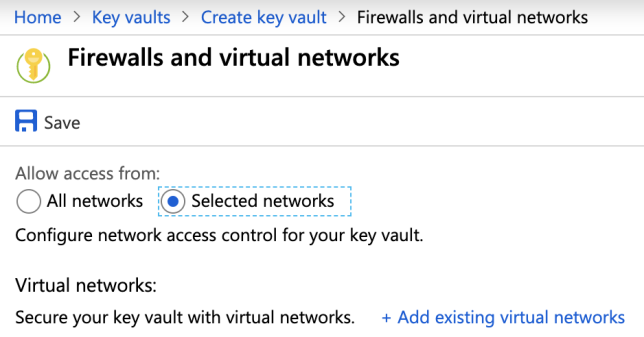 Home > Key vaults > Create key vault > Firewalls and virtual networks
Firewalls and virtual networks
Save
Allow access from:
All networks Selected networks
Configure network access control for your key vault.
Virtual networks:
Secure your key vault with virtual networks. + Add existing virtual networks